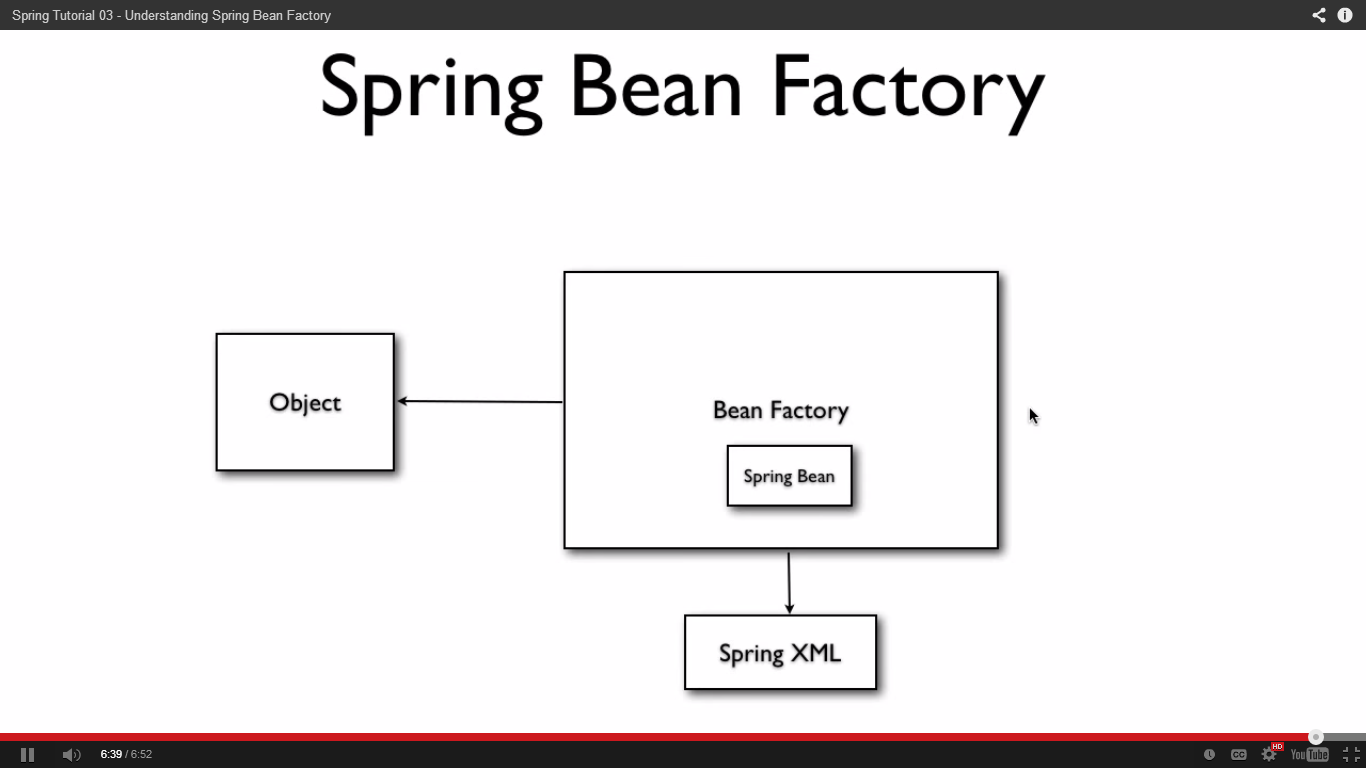 Spring Tutorial 03 - Understanding Spring Bean Factory
Spring Bean Factory
Object
Bean Factory
Spring Bean
Spring XML
6:39 / 6:52
CC
HD
YouTube